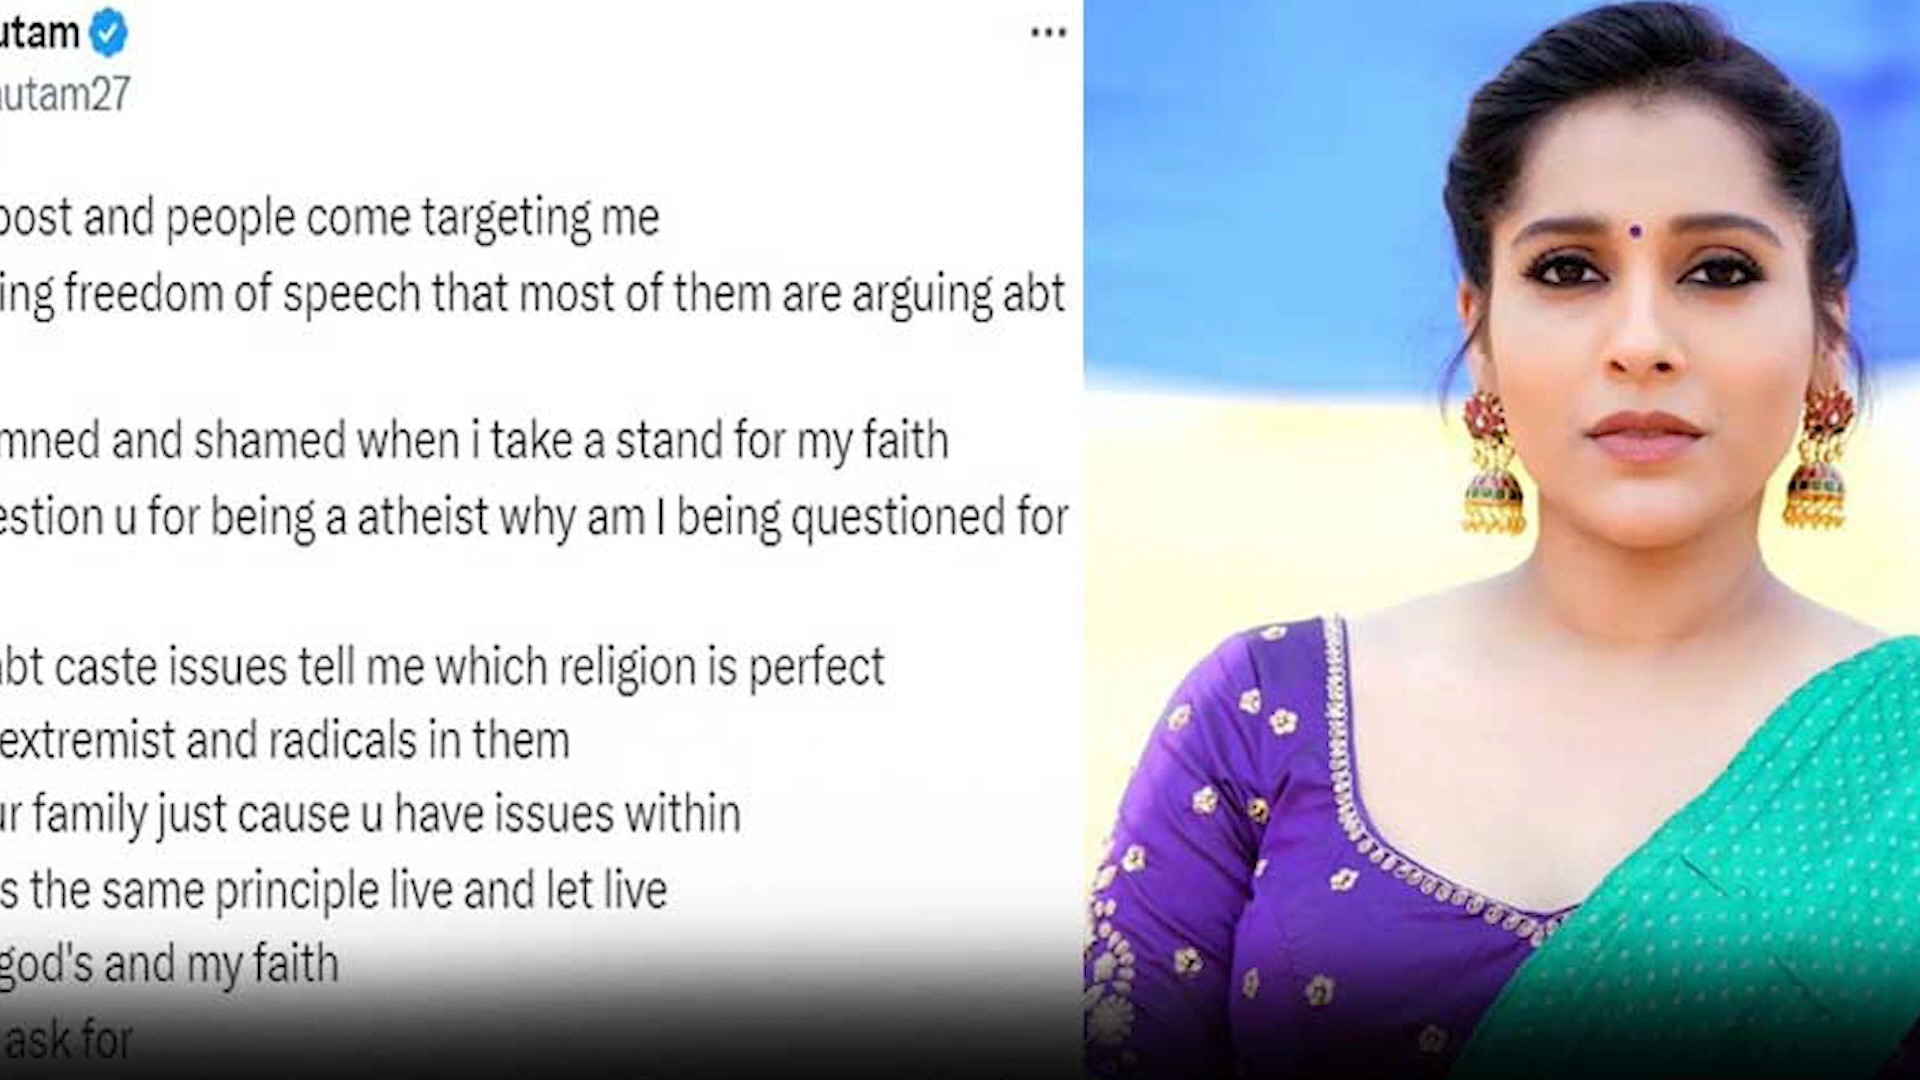 utam
utam27
post and people come targeting me
ing freedom of speech that most of them are arguing abt
mned and shamed when i take a stand for my faith
estion u for being a atheist why am I being questioned for
abt caste issues tell me which religion is perfect
extremist and radicals in them
ur family just cause u have issues within
s the same principle live and let live
god's and my faith
ask for